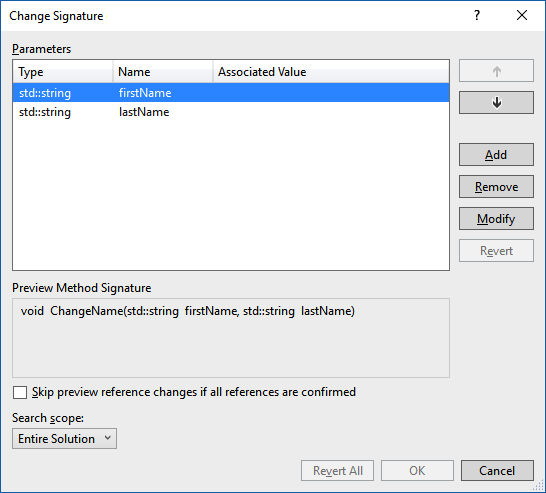 Change Signature ?
Parameters
Type Name Associated Value
std::string firstName
std::string lastName
Add
Remove
Modify
Revert
Preview Method Signature
void ChangeName(std::string firstName, std::string lastName)
Skip preview reference changes if all references are confirmed
Search scope:
Entire Solution
Revert All OK Cancel